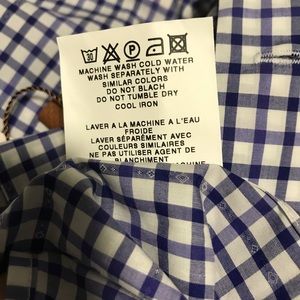 MACHINE WASH COLD WATER
WASH SEPARATELY WITH
SIMILAR COLORS
DO NOT BLACH
DO NOT TUMBLE DRY
COOL IRON
LAVER A LA MACHINE A L'EAU
FROIDE
LAVER SÉPARÉMENT AVEC
COULEURS SIMILAIRES
NE PAS UTILISER AGENT DE
BLANCHIMENT